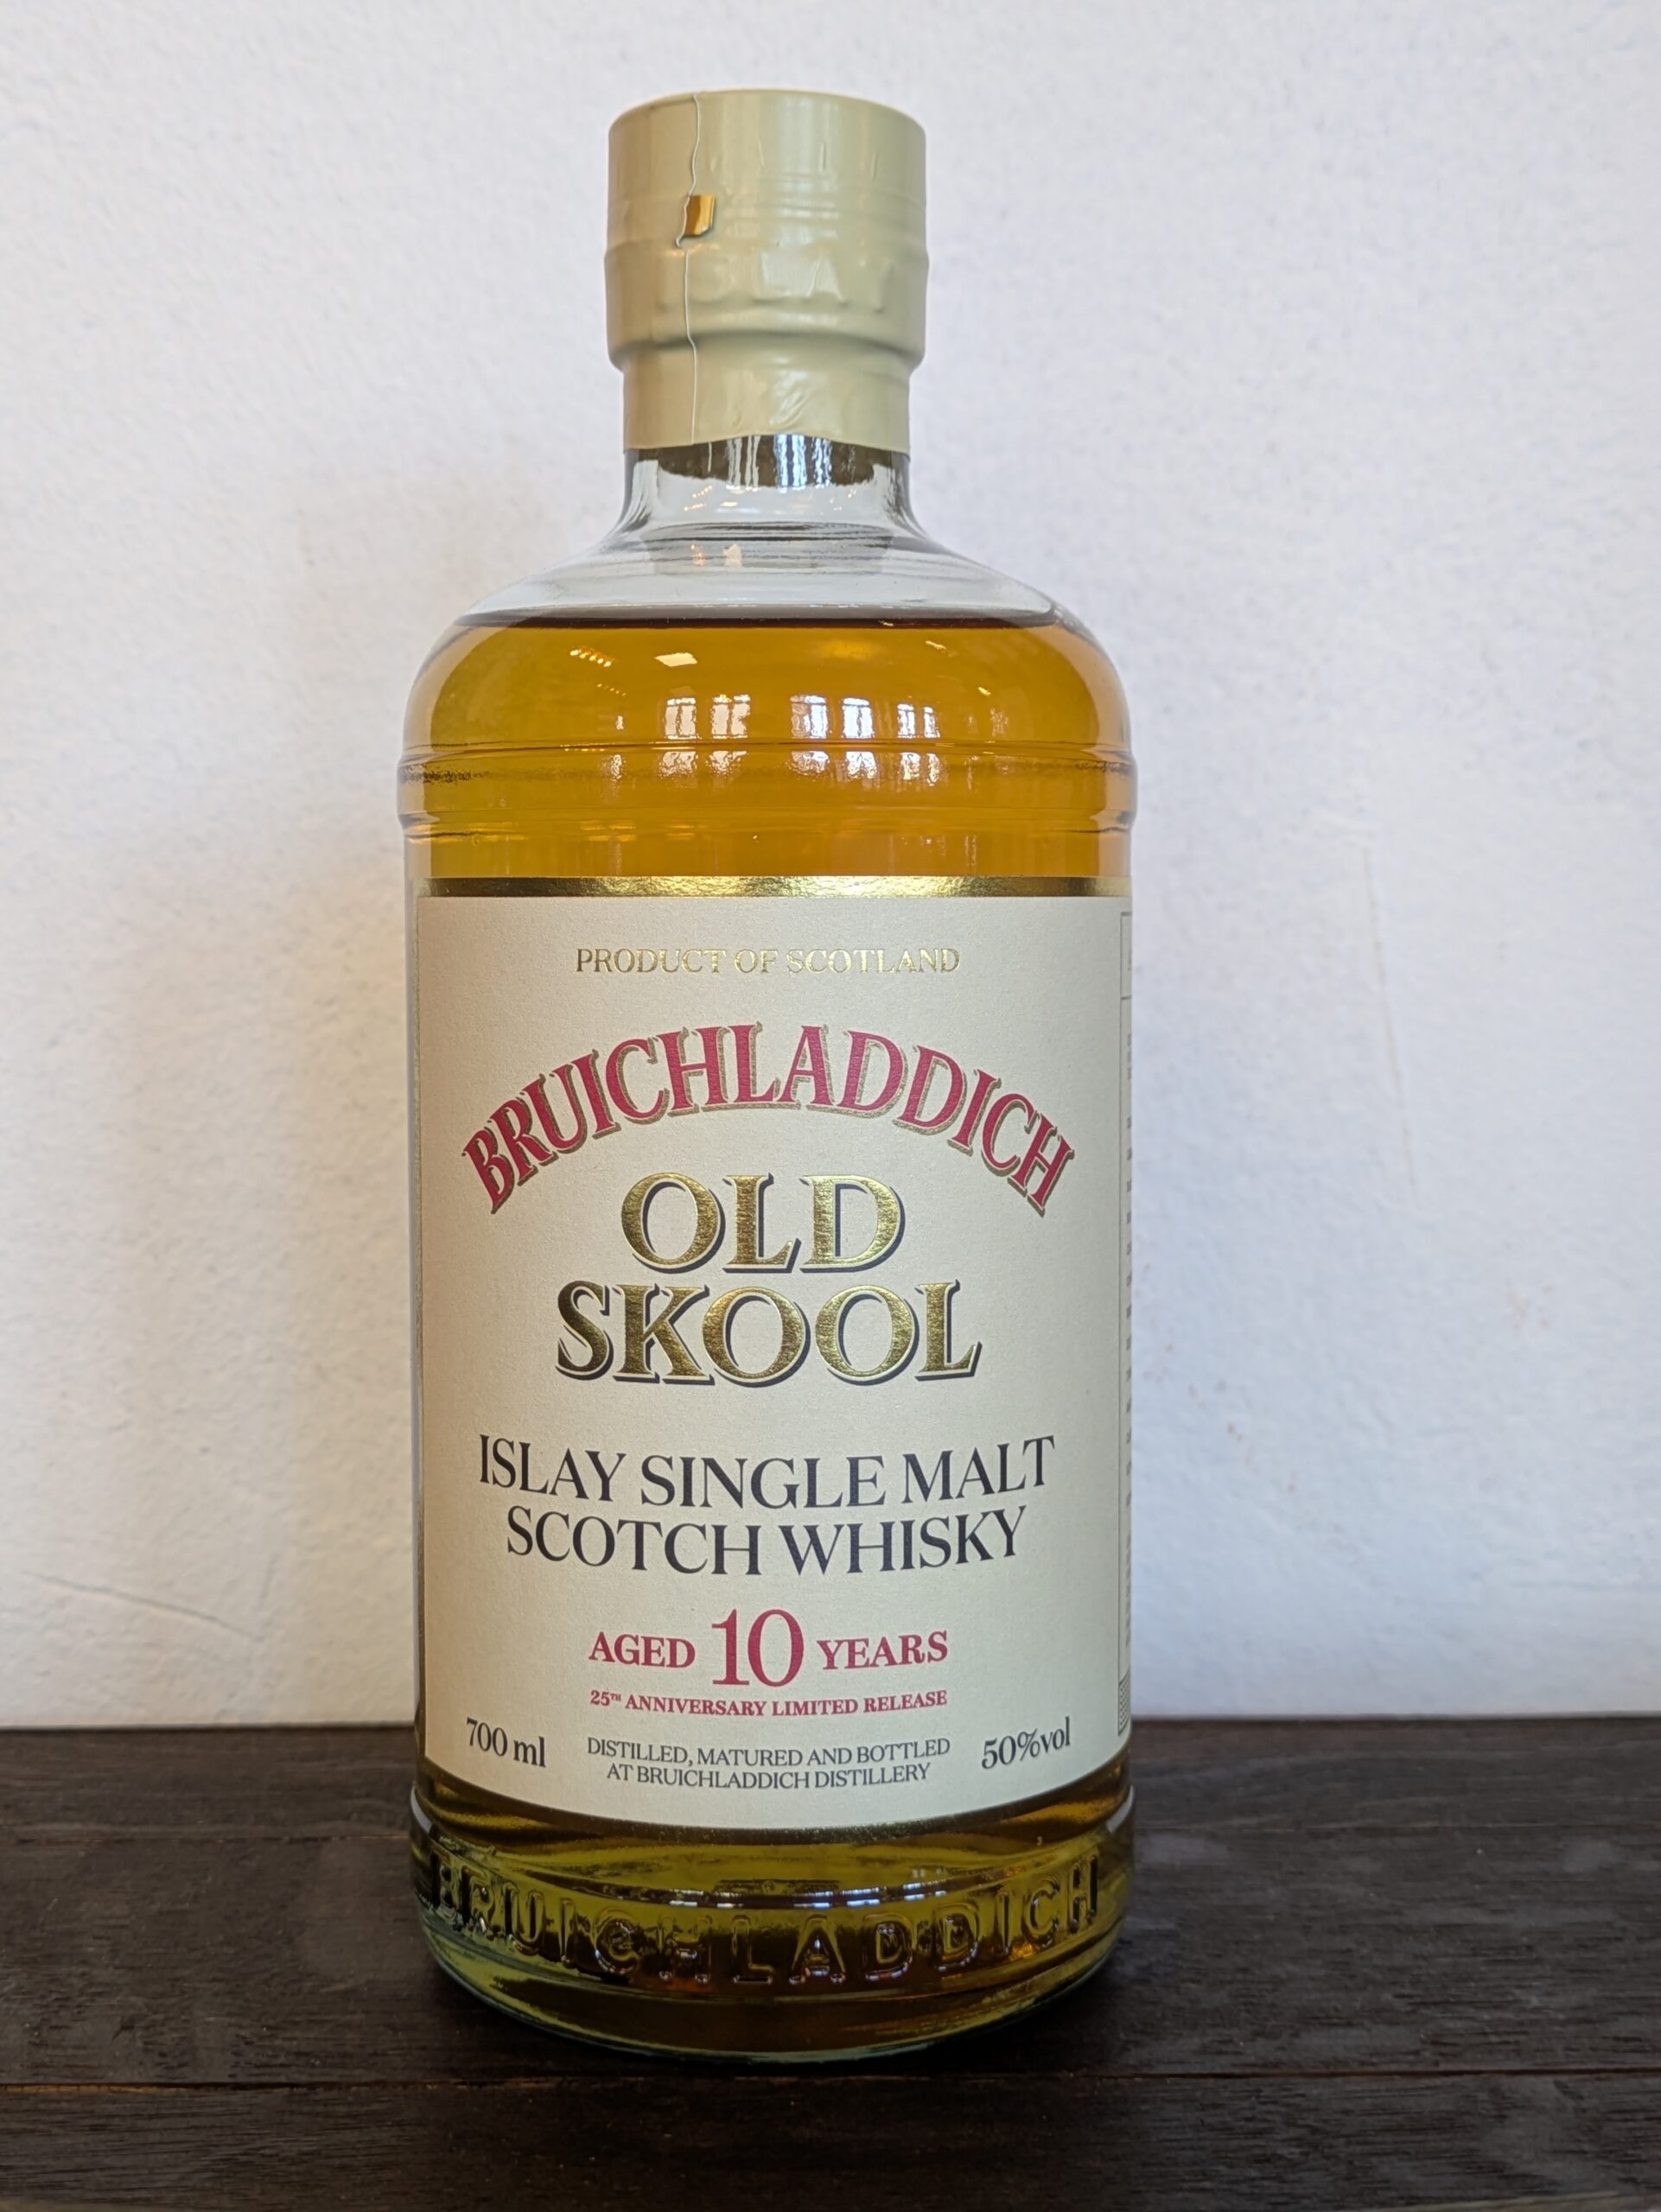 PRODUCT OF SCOTLAND
BRUICHLADDICH
OLD
SKOOL
ISLAY SINGLE MALT
SCOTCH WHISKY
AGED 10 YEARS
25TH ANNIVERSARY LIMITED RELEASE
700 ml
DISTILLED, MATURED AND BOTTLED
AT BRUICHLADDICH DISTILLERY
50%vol
BRUICHLADDICH